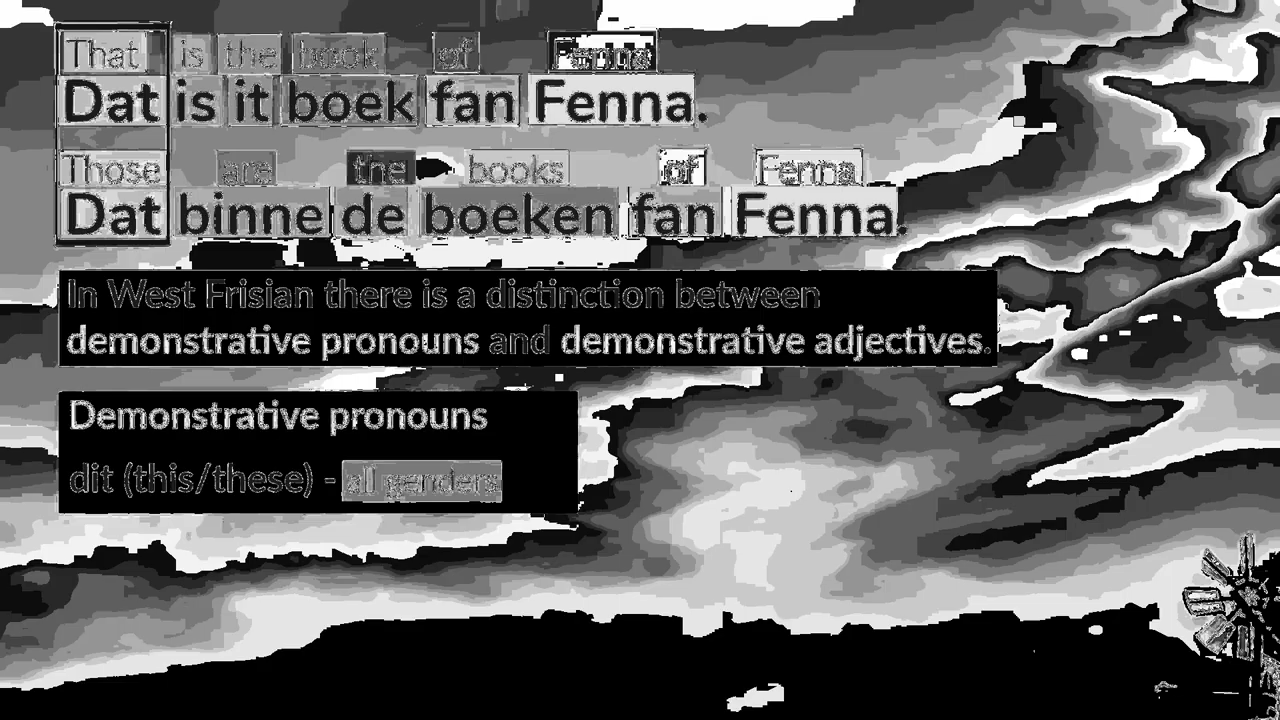 That is the book of Fenna
Dat is it boek fan Fenna.
Those are the books of Fenna
Dat binne de boeken fan Fenna.
In West Frisian there is a distinction between
demonstrative pronouns and demonstrative adjectives.
Demonstrative pronouns
dit (this/these) - all genders